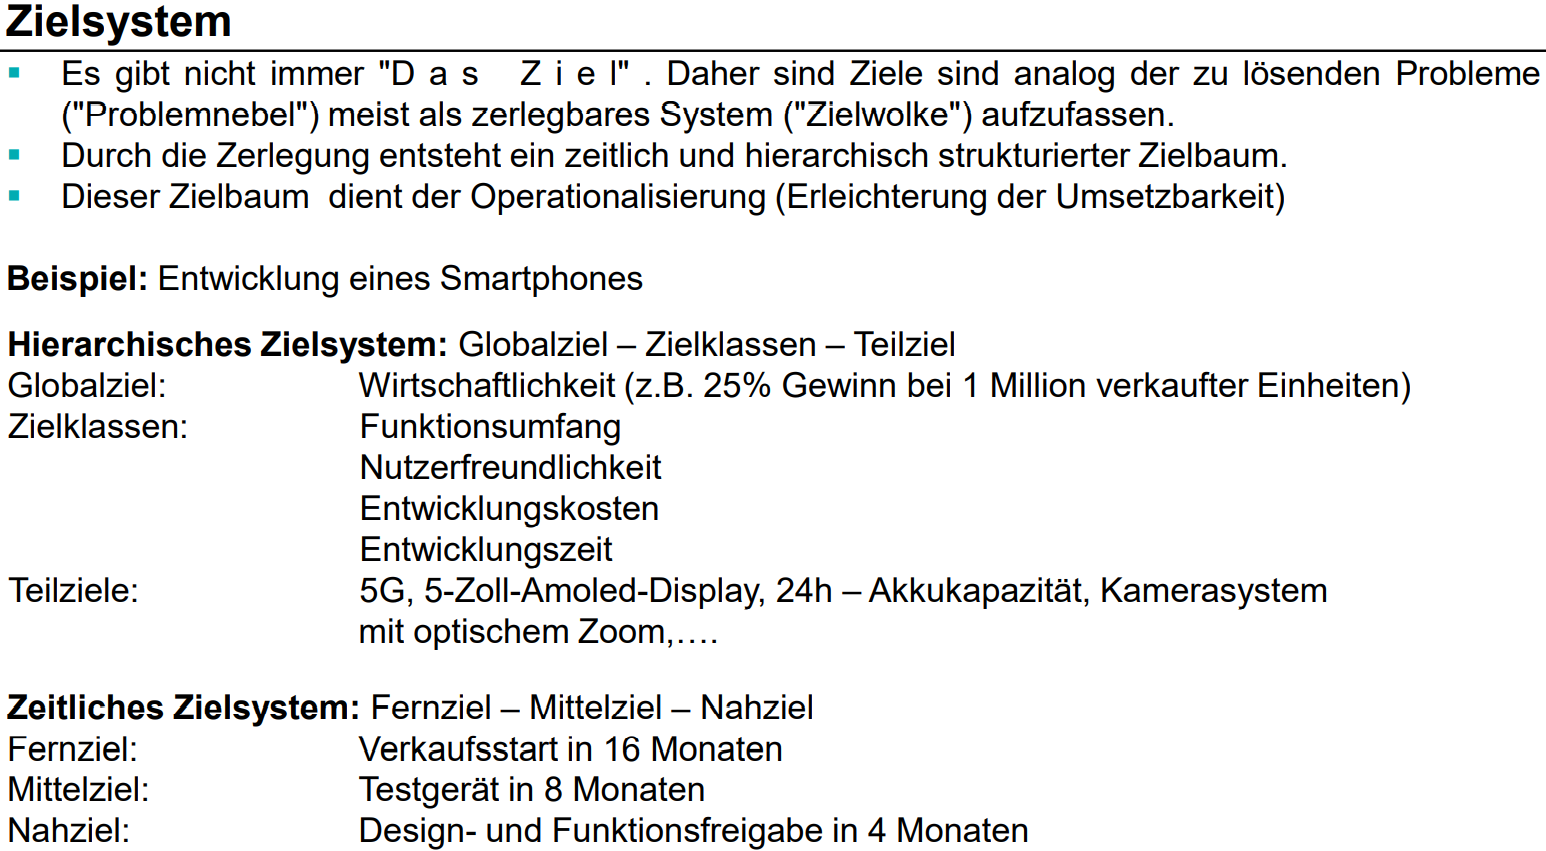 Zielsystem
Es gibt nicht immer "D a s Z i e l" . Daher sind Ziele sind analog der zu lösenden Probleme
("Problemnebel") meist als zerlegbares System ("Zielwolke") aufzufassen.
Durch die Zerlegung entsteht ein zeitlich und hierarchisch strukturierter Zielbaum.
Dieser Zielbaum dient der Operationalisierung (Erleichterung der Umsetzbarkeit)
Beispiel: Entwicklung eines Smartphones
Hierarchisches Zielsystem: Globalziel – Zielklassen – Teilziel
Globalziel: Wirtschaftlichkeit (z.B. 25% Gewinn bei 1 Million verkaufter Einheiten)
Zielklassen: Funktionsumfang
Nutzerfreundlichkeit
Entwicklungskosten
Entwicklungszeit
Teilziele: 5G, 5-Zoll-Amoled-Display, 24h – Akkukapazität, Kamerasystem
mit optischem Zoom,….
Zeitliches Zielsystem: Fernziel – Mittelziel – Nahziel
Fernziel: Verkaufsstart in 16 Monaten
Mittelziel: Testgerät in 8 Monaten
Nahziel: Design- und Funktionsfreigabe in 4 Monaten